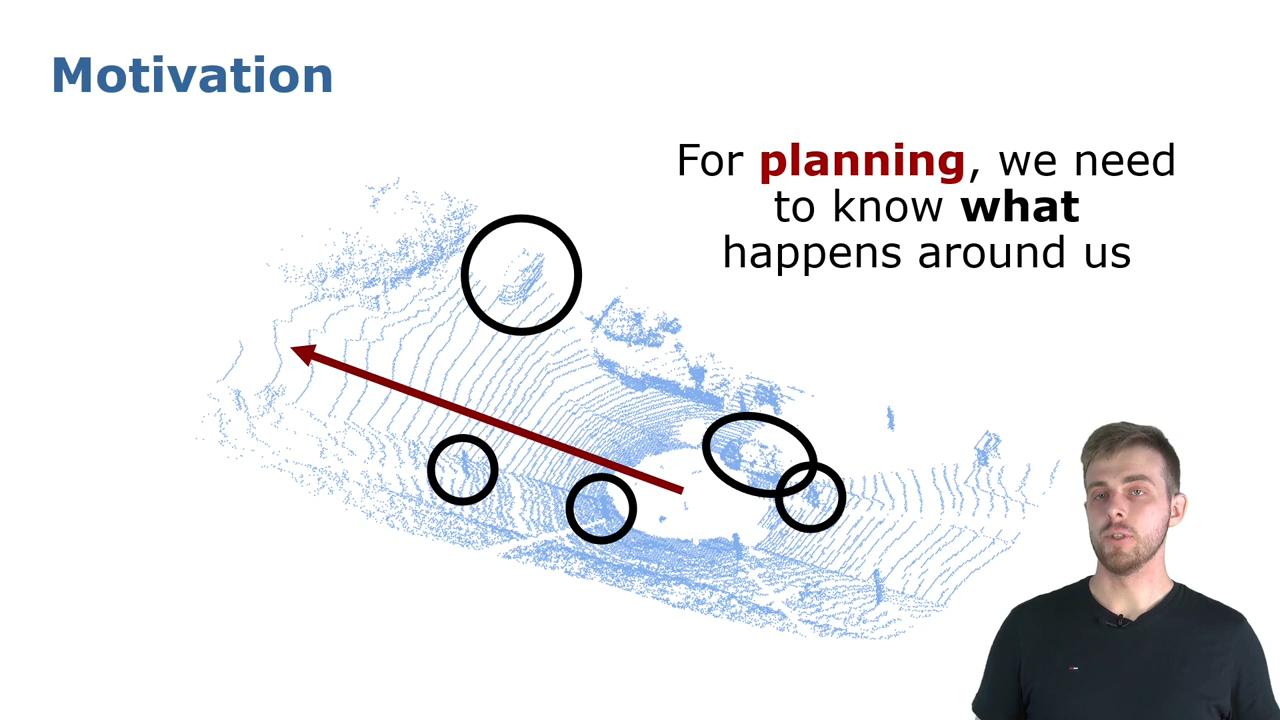 Motivation
For planning, we need
to know what
happens around us